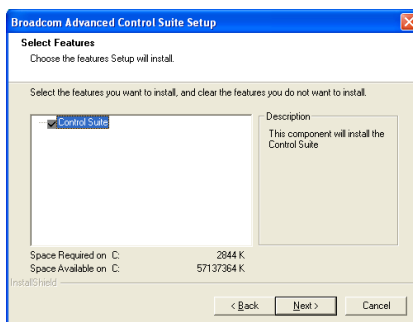 Broadcom Advanced Control Suite Setup
Select Features
Choose the features Setup will install.
Select the features you want to install, and clear the features you do not want to install.
Control Suite
Description
This component will install the
Control Suite
Space Required on C: 2844 K
Space Available on C: 57137364 K
InstallShield
< Back Next > Cancel